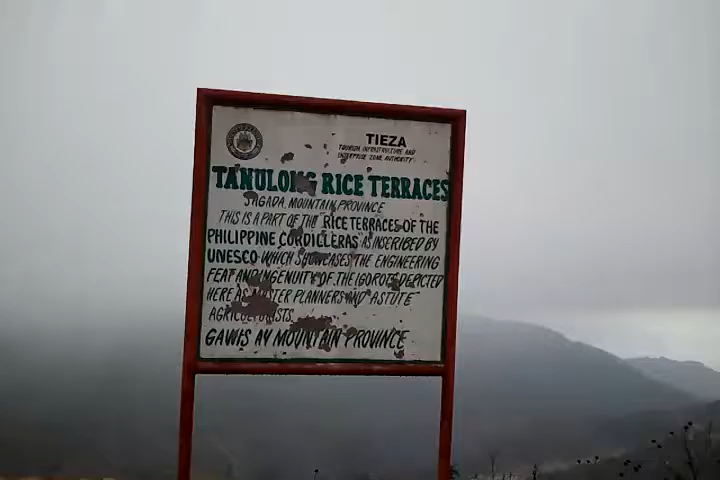 TIEZA
TOURISM INFRASTRUCTURE AND
ENTERPRISE ZONE AUTHORITY
TANULONG RICE TERRACES
SAGADA, MOUNTAIN PROVINCE
THIS IS A PART OF THE "RICE TERRACES OF THE
PHILIPPINE CORDILLERAS" AS INSCRIBED BY
UNESCO WHICH SHOWCASES THE ENGINEERING
FEAT AND INGENUITY OF THE IGOROTS DEPICTED
HERE AS MASTER PLANNERS AND "ASTUTE"
AGRICULTURISTS.
GAWIS AY MOUNTAIN PROVINCE